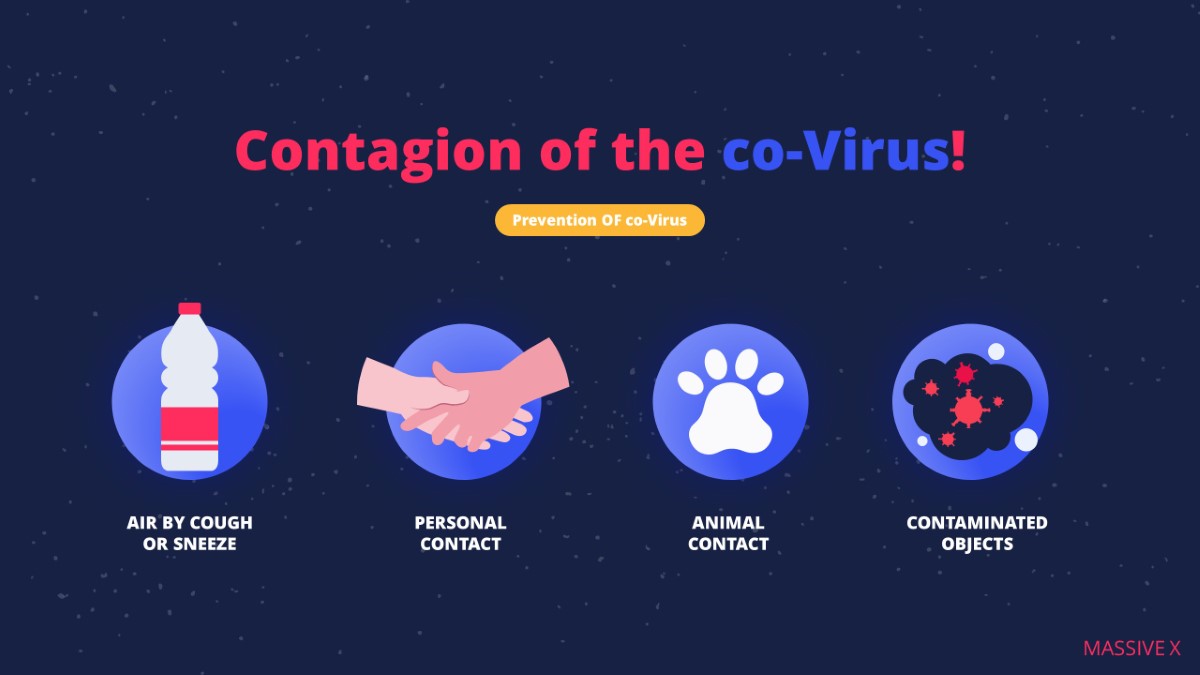 Contagion of the co-Virus!
Prevention OF co-Virus
AIR BY COUGH
OR SNEEZE
PERSONAL
CONTACT
ANIMAL
CONTACT
CONTAMINATED
OBJECTS
MASSIVE X